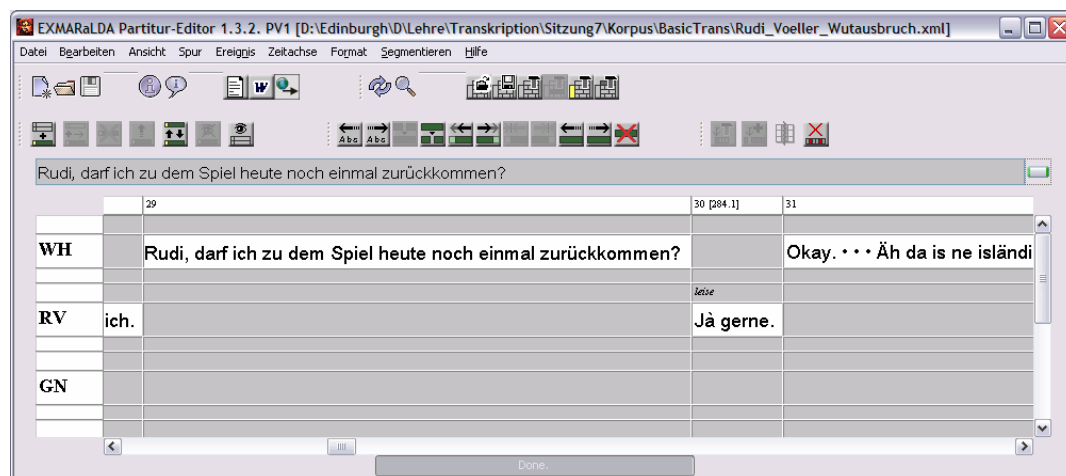 EXMARaLDA Partitur-Editor 1.3.2. PV1 [D:\Edinburgh\D\Lehre\Transkription\Sitzung7\Korpus\BasicTrans\Rudi_Voeller_Wutausbruch.xml]
Datei Bearbeiten Ansicht Spur Ereignis Zeitachse Format Segmentieren Hilfe
Abc Abc
Rudi, darf ich zu dem Spiel heute noch einmal zurückkommen?
29 30 [284.1] 31
WH Rudi, darf ich zu dem Spiel heute noch einmal zurückkommen? Okay. • • • Äh da is ne isländi
leise
RV ich. Jà gerne.
GN
Done.